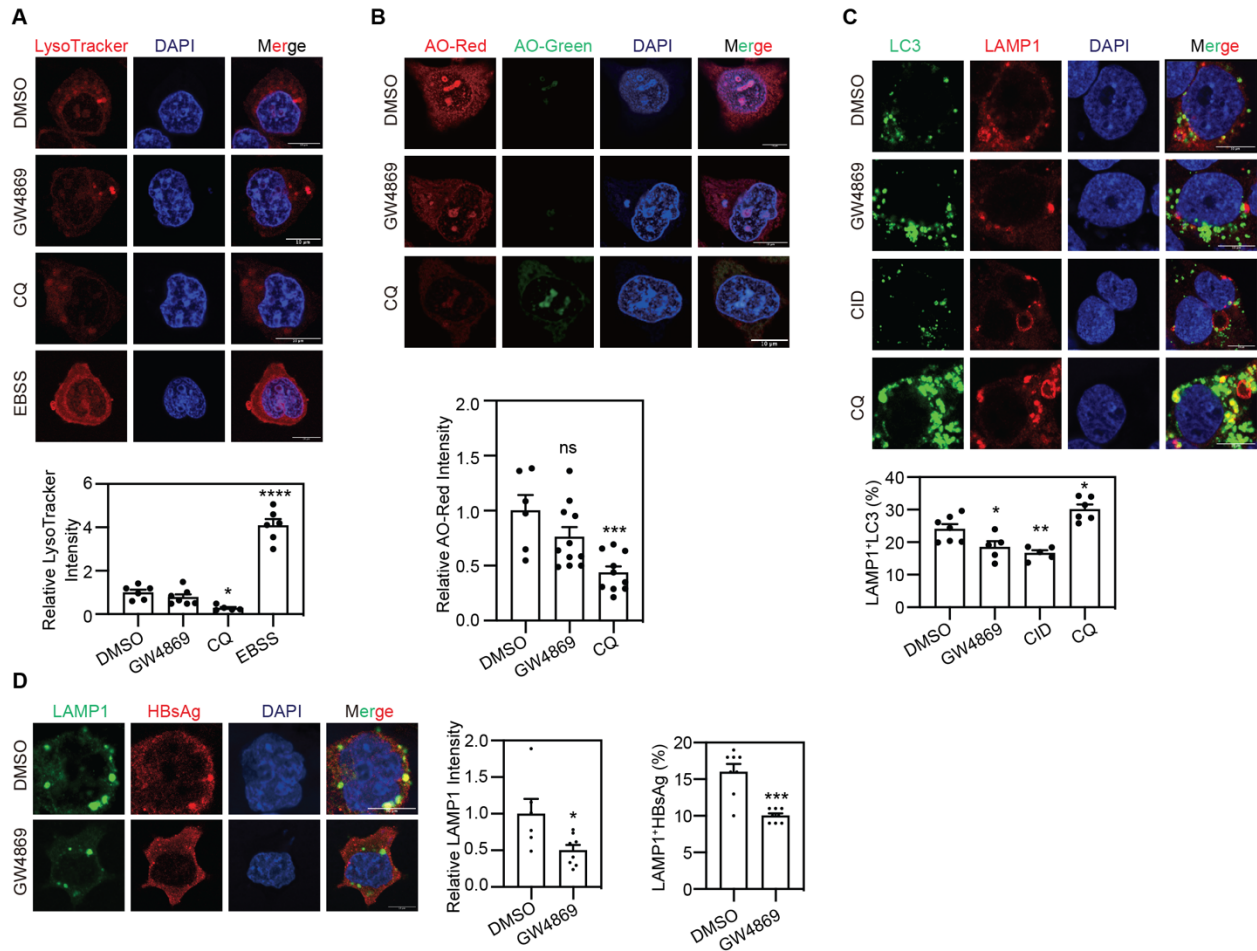 A
LysoTracker DAPI Merge
DMSO
GW4869
10 µm
CQ
10 µm
EBSS
Relative LysoTracker
Intensity
6
4
2
0
*
****
DMSO
GW4869
CQ
EBSS
B
AO-Red AO-Green DAPI Merge
DMSO
GW4869
CQ
10 µm
Relative AO-Red Intensity
2.0
1.5
1.0
0.5
0.0
ns
***
DMSO
GW4869
CQ
C
LC3 LAMP1 DAPI Merge
DMSO
GW4869
CID
CQ
LAMP1+LC3 (%)
40
30
20
10
0
*
**
*
DMSO
GW4869
CID
CQ
D
LAMP1 HBsAg DAPI Merge
DMSO
GW4869
Relative LAMP1 Intensity
2.0
1.5
1.0
0.5
0.0
*
DMSO
GW4869
LAMP1+HBsAg (%)
20
15
10
5
0
***
DMSO
GW4869